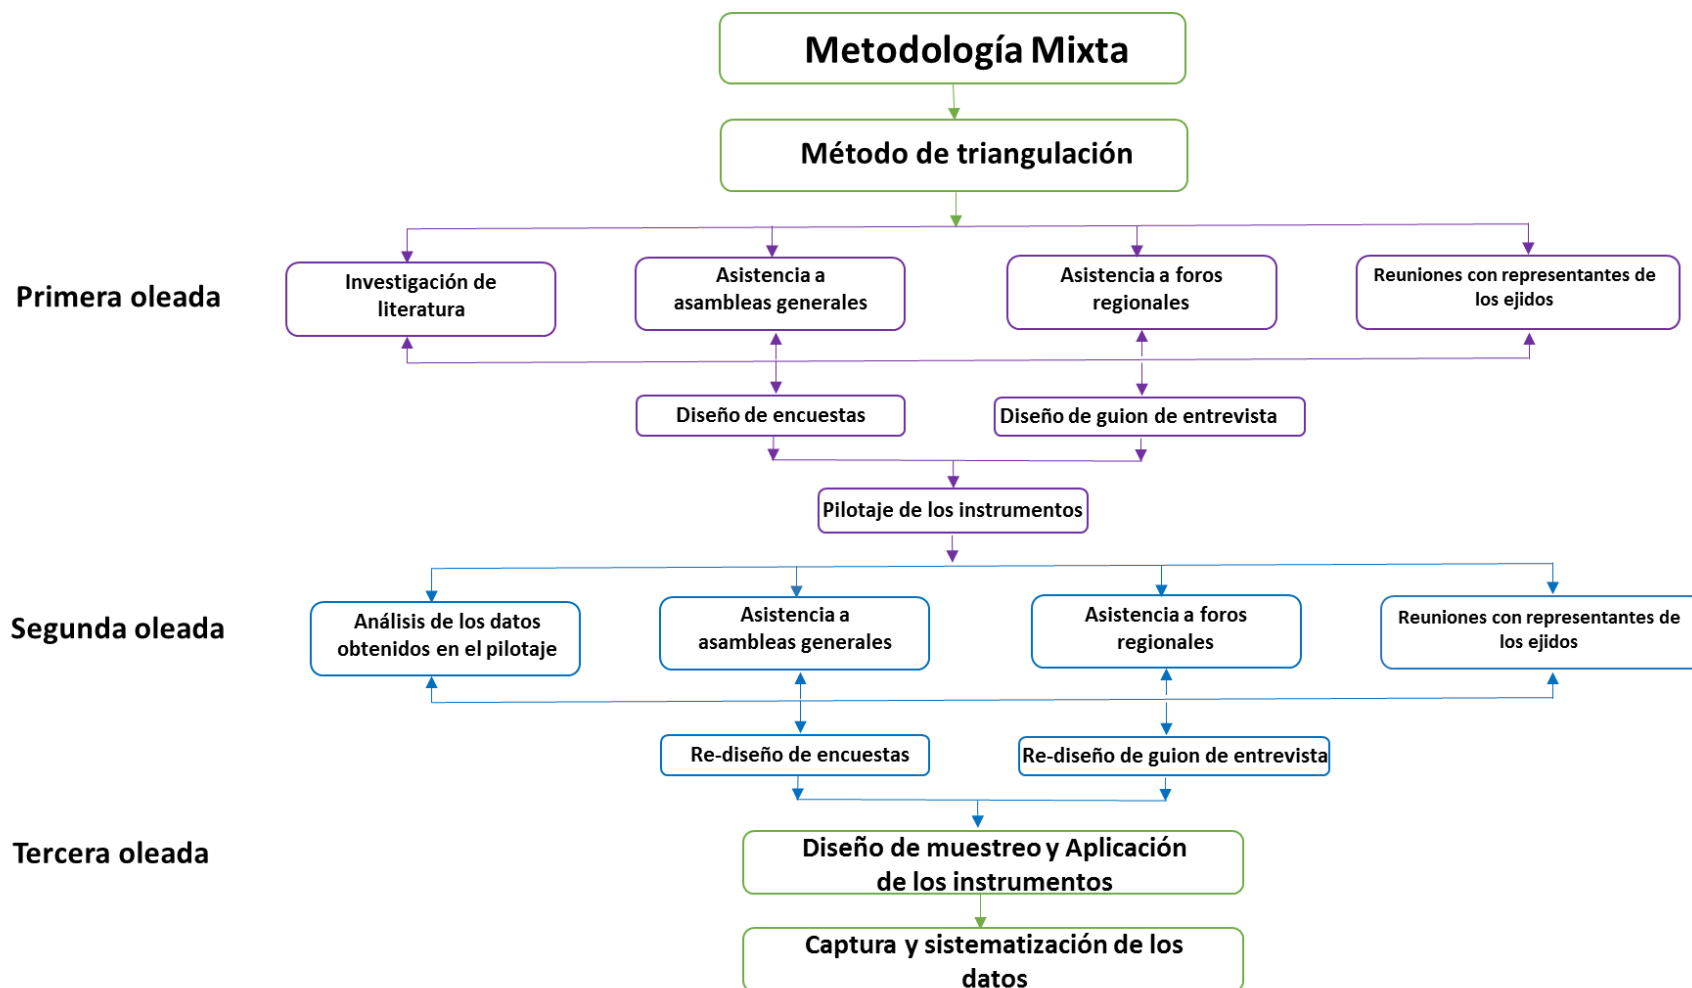 Metodología Mixta
Método de triangulación
Primera oleada
Investigación de
literatura
Asistencia a
asambleas generales
Asistencia a foros
regionales
Reuniones con representantes de
los ejidos
Diseño de encuestas
Diseño de guion de entrevista
Pilotaje de los instrumentos
Segunda oleada
Análisis de los datos
obtenidos en el pilotaje
Asistencia a
asambleas generales
Asistencia a foros
regionales
Reuniones con representantes de
los ejidos
Re-diseño de encuestas
Re-diseño de guion de entrevista
Tercera oleada
Diseño de muestreo y Aplicación
de los instrumentos
Captura y sistematización de los
datos